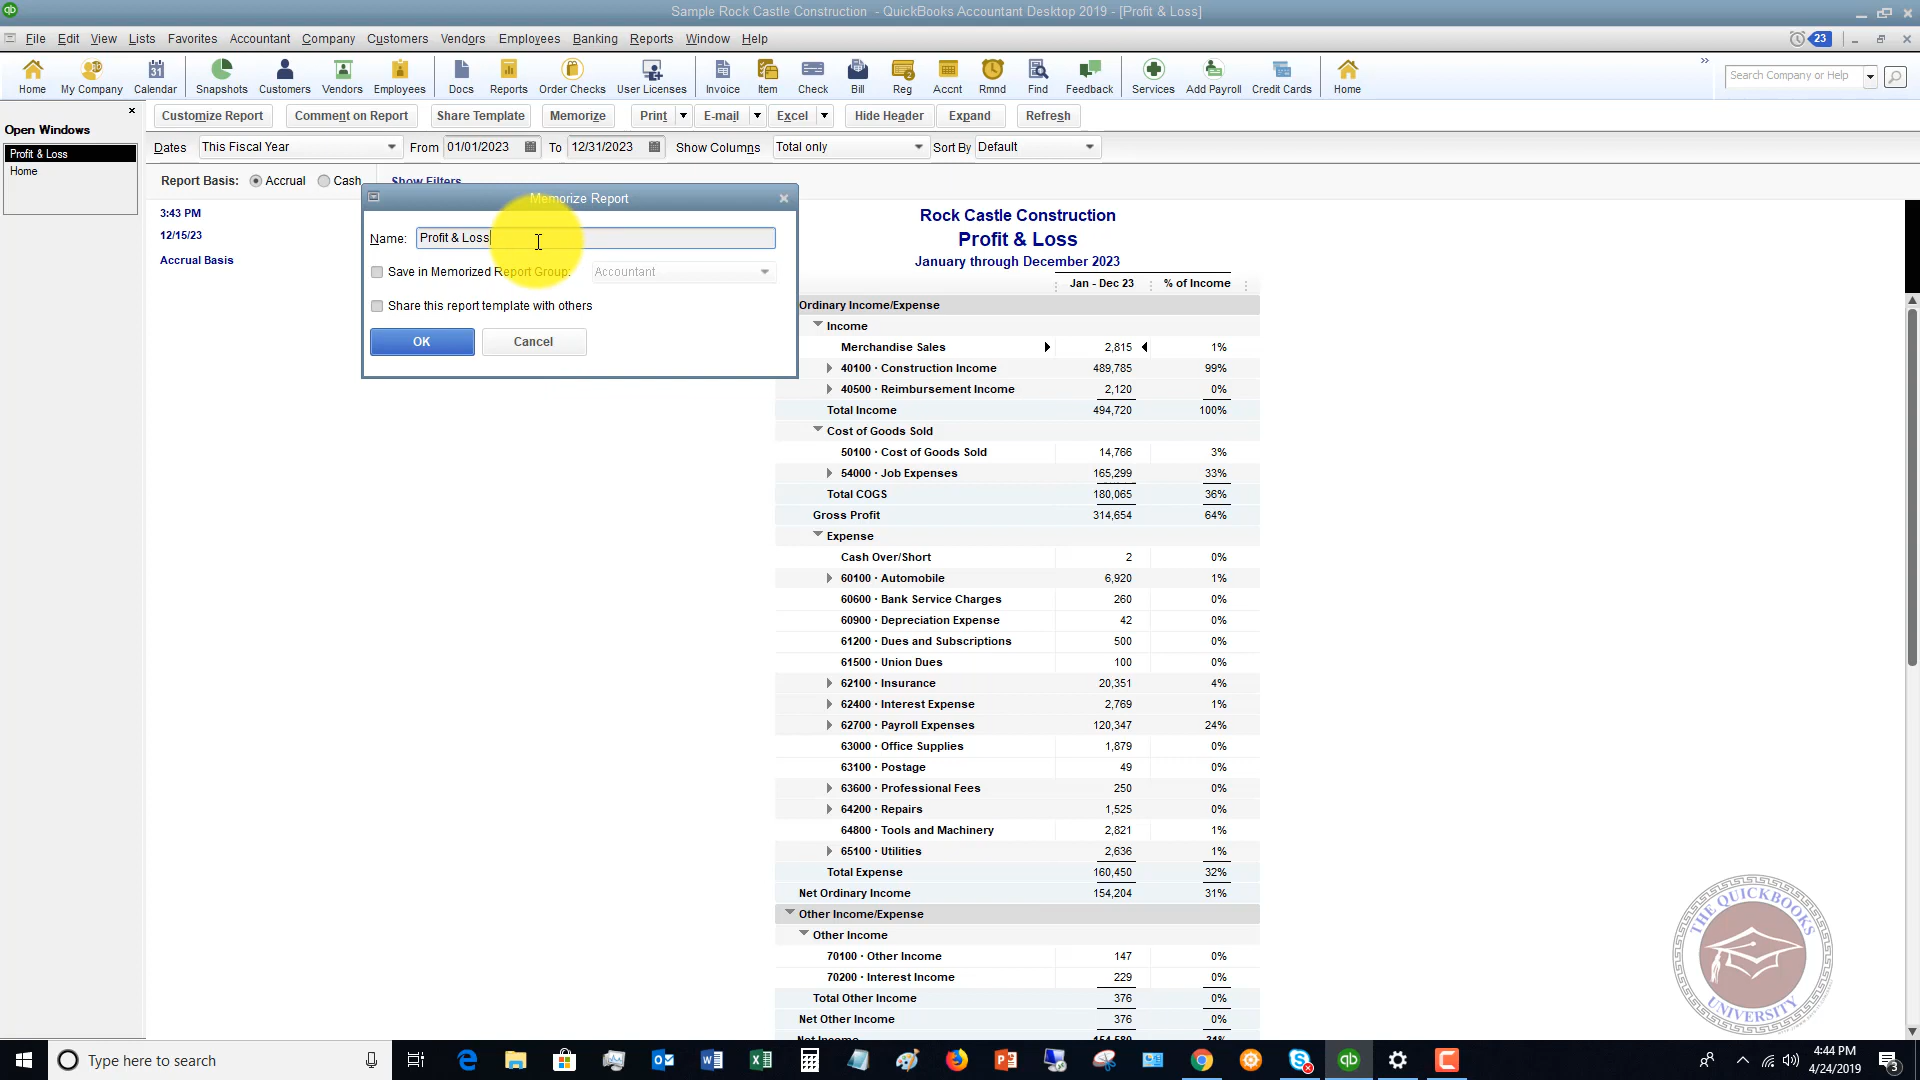 Sample Rock Castle Construction - QuickBooks Accountant Desktop 2019 - [Profit & Loss]
File Edit View Lists Favorites Accountant Company Customers Vendors Employees Banking Reports Window Help
23
Home My Company Calendar Snapshots Customers Vendors Employees Docs Reports Order Checks User Licenses Invoice Item Check Bill Reg Accnt Rmnd Find Feedback Services Add Payroll Credit Cards Home
Search Company or Help
Customize Report Comment on Report Share Template Memorize Print E-mail Excel Hide Header Expand Refresh
Open Windows
Profit & Loss
Home
Dates This Fiscal Year From 01/01/2023 To 12/31/2023 Show Columns Total only Sort By Default
Report Basis: Accrual Cash Show Filters
3:43 PM
12/15/23
Accrual Basis
Memorize Report
Name: Profit & Loss
Save in Memorized Report Group: Accountant
Share this report template with others
OK Cancel
Rock Castle Construction
Profit & Loss
January through December 2023
Jan - Dec 23 % of Income
Ordinary Income/Expense
Income
Merchandise Sales 2,815 1%
40100 · Construction Income 489,785 99%
40500 · Reimbursement Income 2,120 0%
Total Income 494,720 100%
Cost of Goods Sold
50100 · Cost of Goods Sold 14,766 3%
54000 · Job Expenses 165,299 33%
Total COGS 180,065 36%
Gross Profit 314,654 64%
Expense
Cash Over/Short 2 0%
60100 · Automobile 6,920 1%
60600 · Bank Service Charges 260 0%
60900 · Depreciation Expense 42 0%
61200 · Dues and Subscriptions 500 0%
61500 · Union Dues 100 0%
62100 · Insurance 20,351 4%
62400 · Interest Expense 2,769 1%
62700 · Payroll Expenses 120,347 24%
63000 · Office Supplies 1,879 0%
63100 · Postage 49 0%
63600 · Professional Fees 250 0%
64200 · Repairs 1,525 0%
64800 · Tools and Machinery 2,821 1%
65100 · Utilities 2,636 1%
Total Expense 160,450 32%
Net Ordinary Income 154,204 31%
Other Income/Expense
Other Income
70100 · Other Income 147 0%
70200 · Interest Income 229 0%
Total Other Income 376 0%
Net Other Income 376 0%
Net Income 154,580 31%
THE QUICKBOOKS
UNIVERSITY
Type here to search
4:44 PM
4/24/2019
3